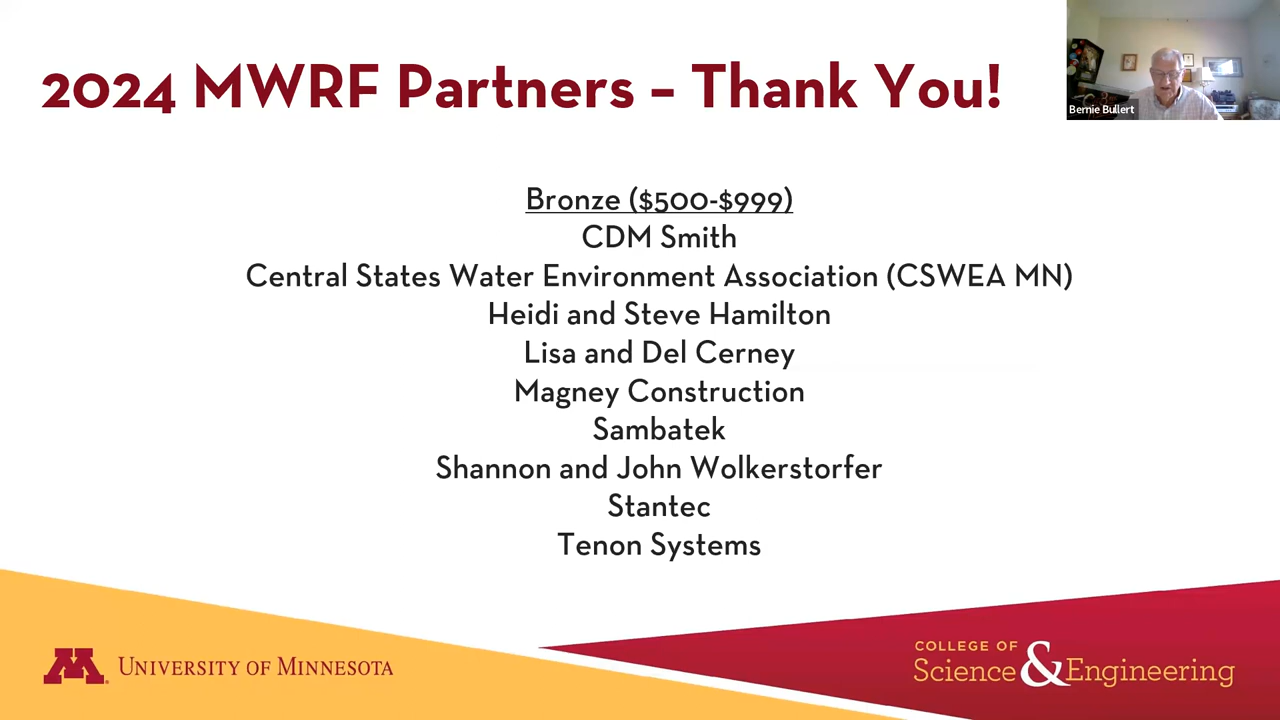 2024 MWRF Partners – Thank You!
Bernie Bullert
Bronze ($500-$999)
CDM Smith
Central States Water Environment Association (CSWEA MN)
Heidi and Steve Hamilton
Lisa and Del Cerney
Magney Construction
Sambatek
Shannon and John Wolkerstorfer
Stantec
Tenon Systems
M UNIVERSITY OF MINNESOTA
COLLEGE OF
Science & Engineering